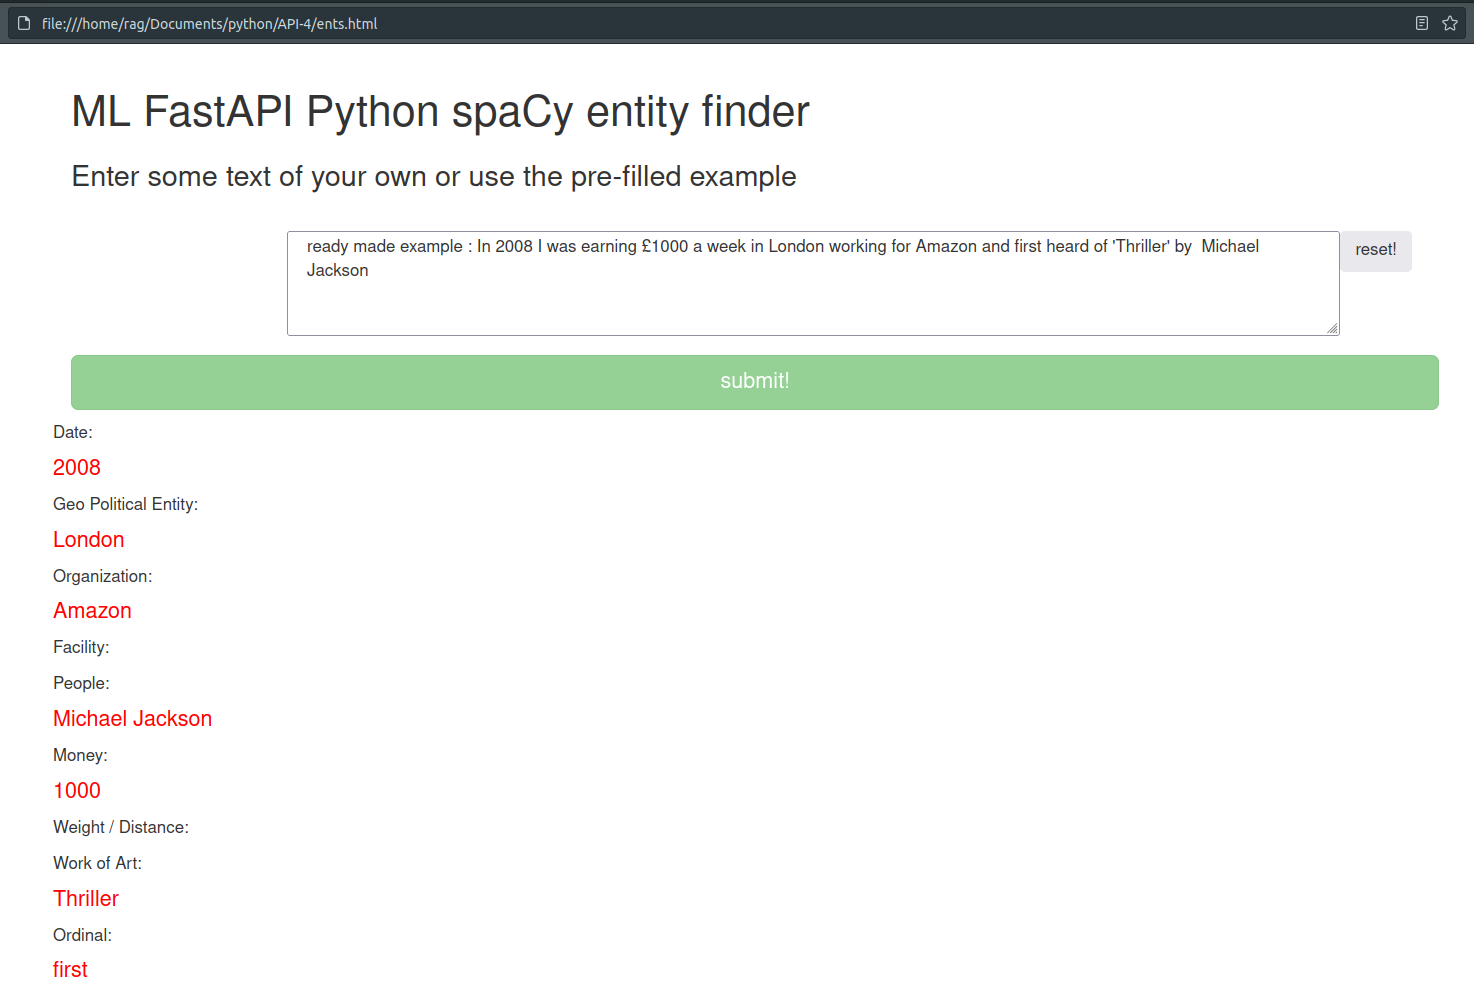 file:///home/rag/Documents/python/API-4/ents.html
ML FastAPI Python spaCy entity finder
Enter some text of your own or use the pre-filled example
ready made example : In 2008 I was earning £1000 a week in London working for Amazon and first heard of 'Thriller' by  Michael
Jackson
reset!
submit!
Date:
2008
Geo Political Entity:
London
Organization:
Amazon
Facility:
People:
Michael Jackson
Money:
1000
Weight / Distance:
Work of Art:
Thriller
Ordinal:
first